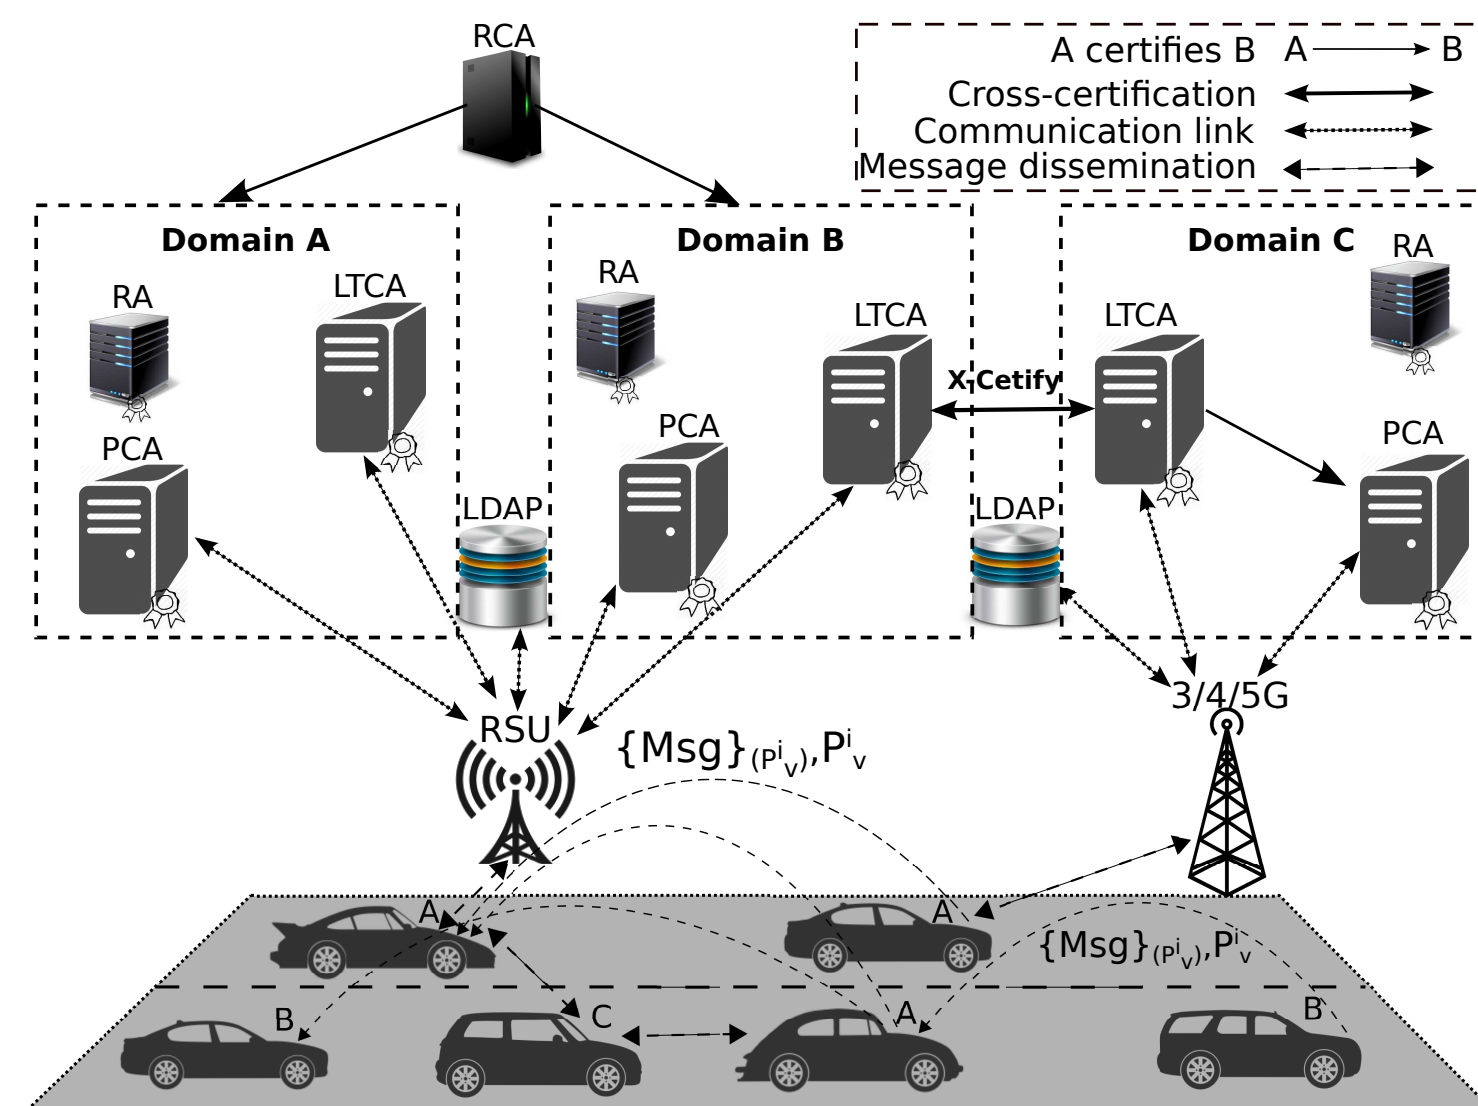 RCA
A certifies B A B
Cross-certification
Communication link
Message dissemination
Domain A
Domain B
Domain C
RA
LTCA
PCA
RA
LTCA
PCA
RA
LTCA
PCA
X-Cetify
LDAP
LDAP
RSU
3/4/5G
{Msg}(Piv),Piv
{Msg}(Piv),Piv
A
A
B
C
A
B